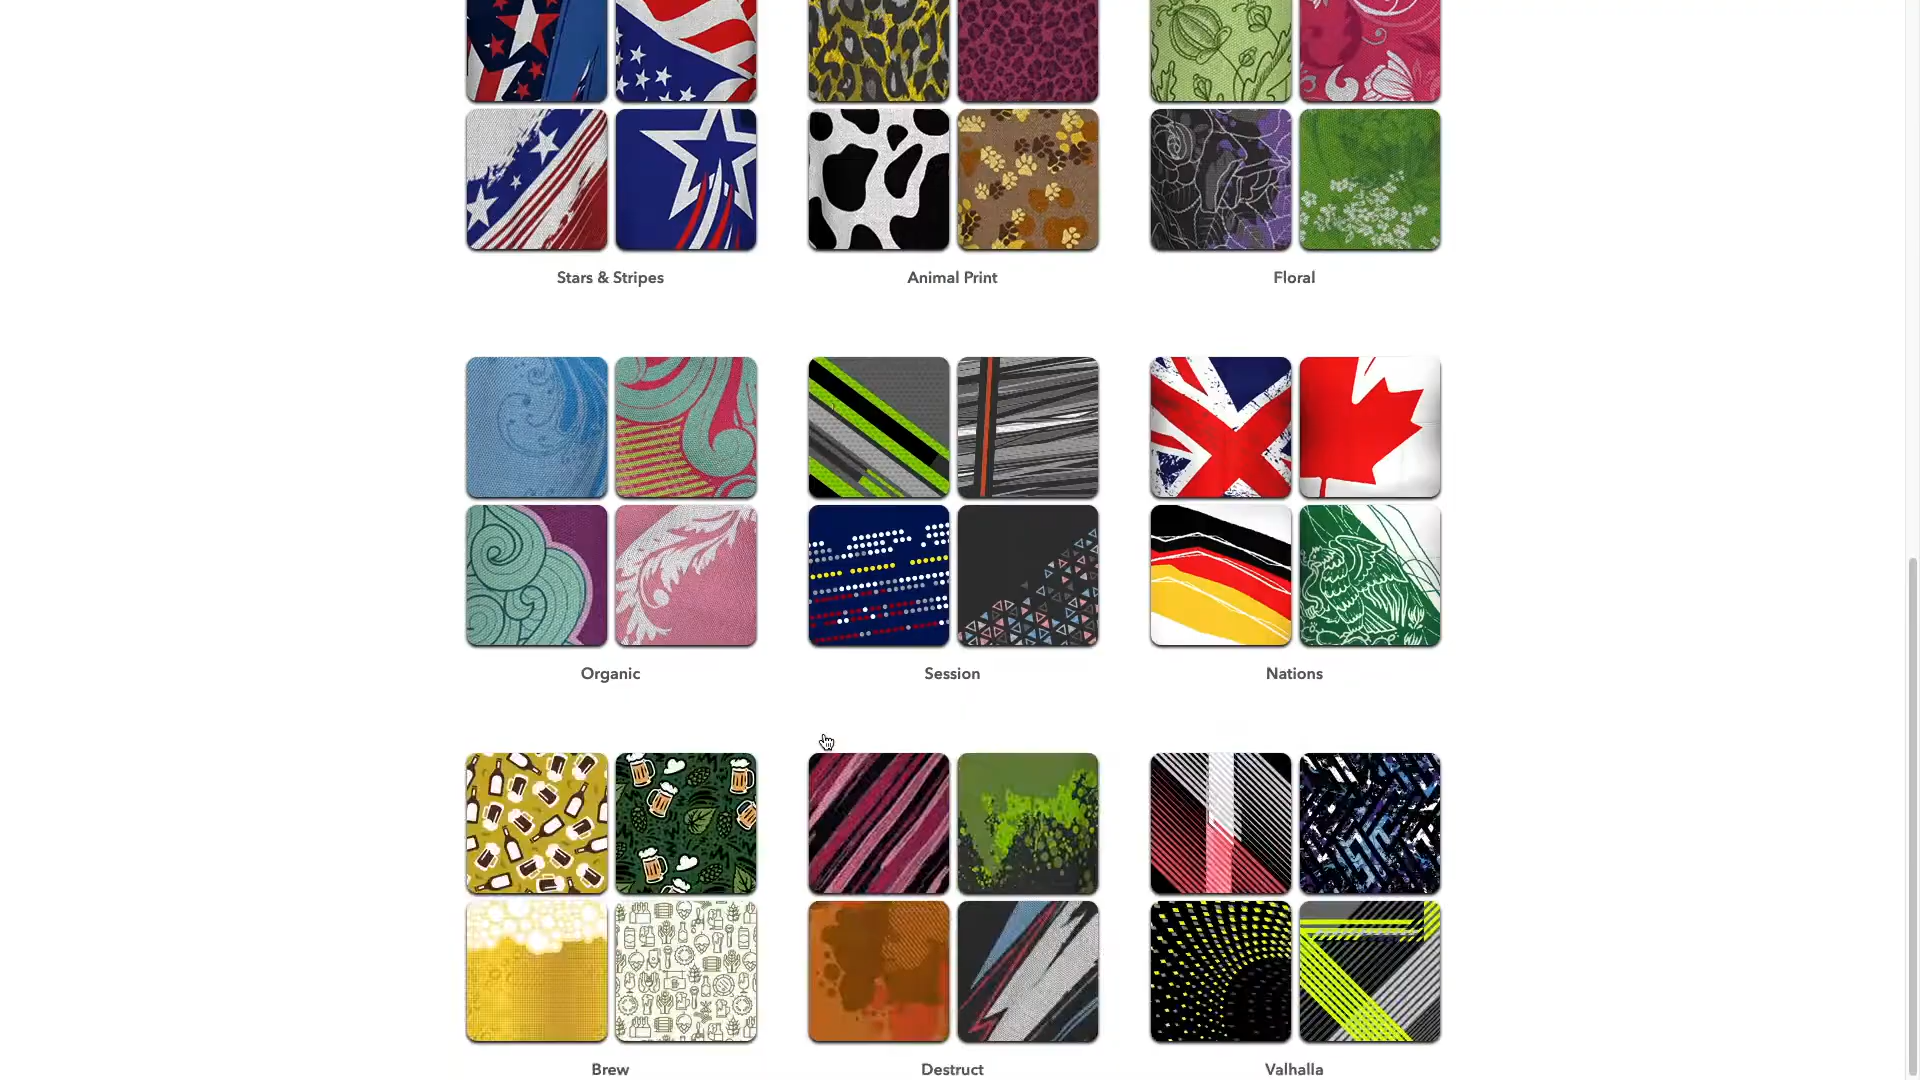 Stars & Stripes
Animal Print
Floral
Organic
Session
Nations
Brew
Destruct
Valhalla